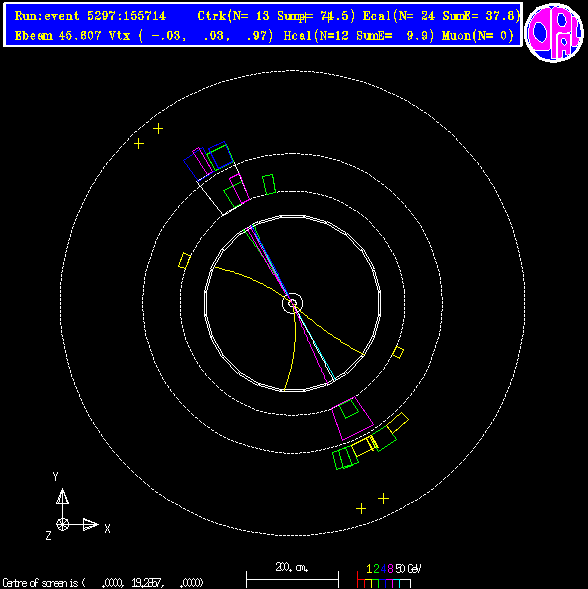 Run:event 5297:155714 Ctrk(N= 13 Sump= 74.5) Ecal(N= 24 SumE= 37.8)
Ebeam 45.607 Vtx ( -.03, .03, .97) Hcal(N=12 SumE= 9.9) Muon(N= 0)
OPAL
Y
X
Z
200. cm.
1 2 4 8 50 GeV
Centre of screen is ( .0000, 19.2857, .0000)